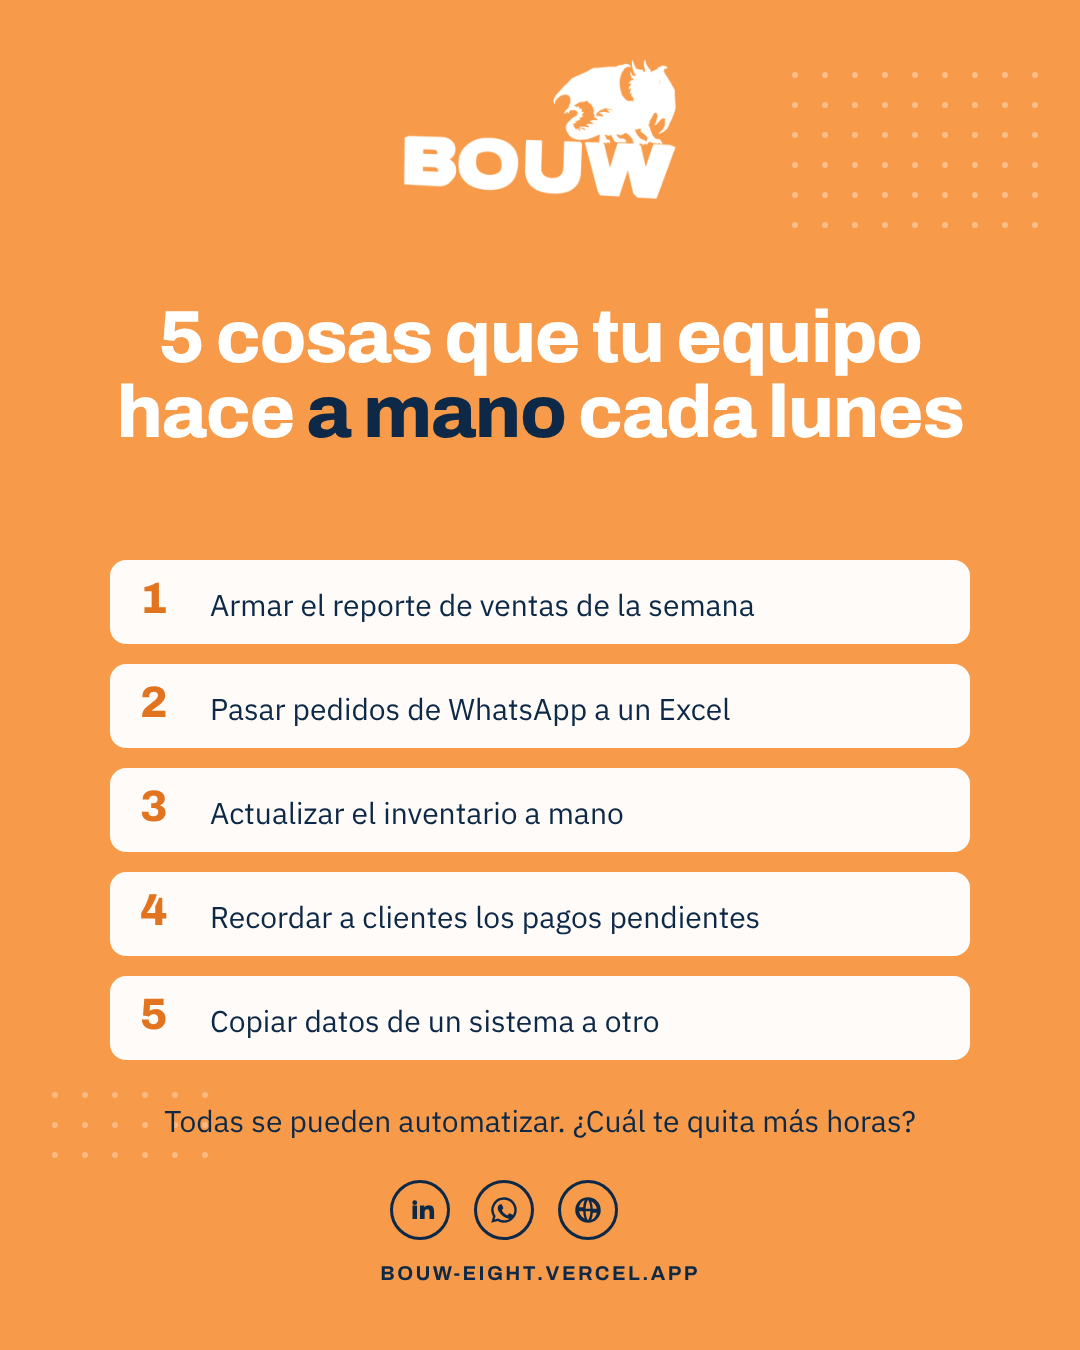 BOUW
5 cosas que tu equipo
hace a mano cada lunes
1 Armar el reporte de ventas de la semana
2 Pasar pedidos de WhatsApp a un Excel
3 Actualizar el inventario a mano
4 Recordar a clientes los pagos pendientes
5 Copiar datos de un sistema a otro
Todas se pueden automatizar. ¿Cuál te quita más horas?
in
BOUW-EIGHT.VERCEL.APP